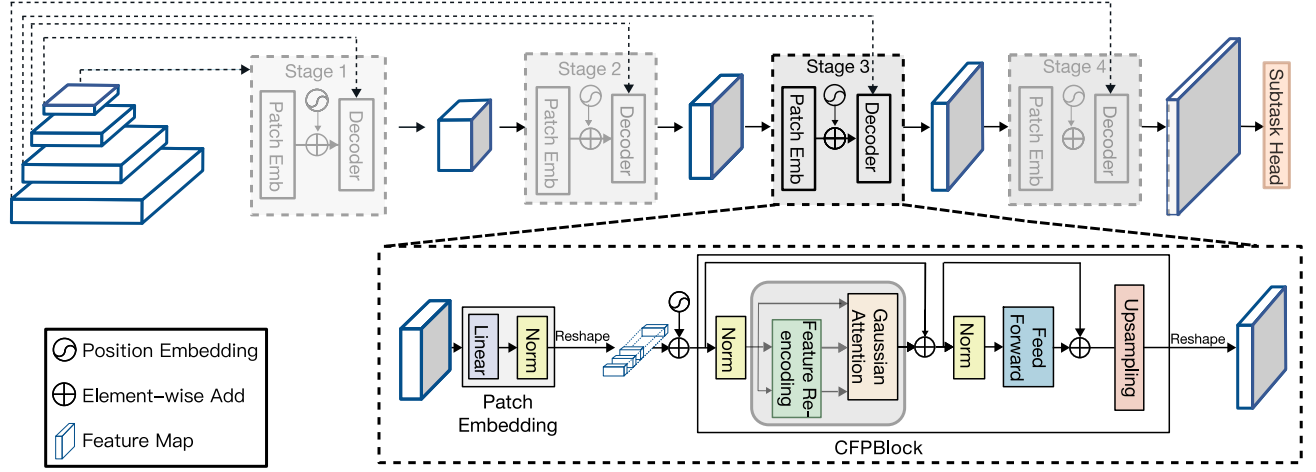 Stage 1
Patch Emb
Decoder
Stage 2
Patch Emb
Decoder
Stage 3
Patch Emb
Decoder
Stage 4
Patch Emb
Decoder
Subtask Head
Linear
Norm
Reshape
Patch
Embedding
Norm
Feature Re-
encoding
Gaussian
Attention
Norm
Feed
Forward
Upsampling
Reshape
CFPBlock
Position Embedding
Element-wise Add
Feature Map